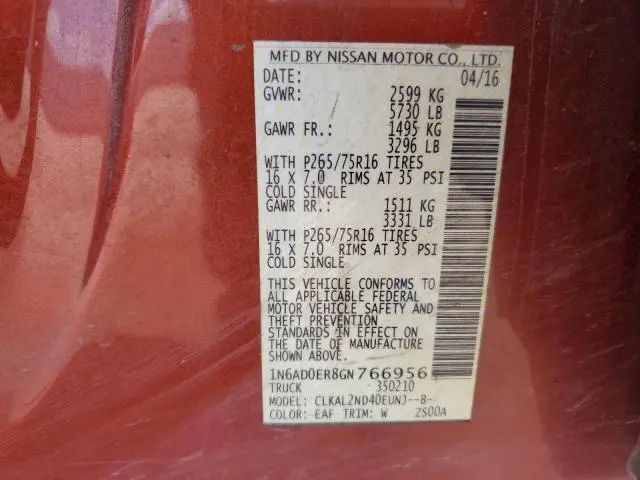 MFD BY NISSAN MOTOR CO., LTD.
DATE: 04/16
GVWR: 2599 KG
5730 LB
GAWR FR.: 1495 KG
3296 LB
WITH P265/75R16 TIRES
16 X 7.0 RIMS AT 35 PSI
COLD SINGLE
GAWR RR.: 1511 KG
3331 LB
WITH P265/75R16 TIRES
16 X 7.0 RIMS AT 35 PSI
COLD SINGLE
THIS VEHICLE CONFORMS TO
ALL APPLICABLE FEDERAL
MOTOR VEHICLE SAFETY AND
THEFT PREVENTION
STANDARDS IN EFFECT ON
THE DATE OF MANUFACTURE
SHOWN ABOVE.
1N6AD0ER8GN766956
TRUCK 350210
MODEL: CLKAL2ND40EUNJ--B-
COLOR: EAF TRIM: W ZS00A